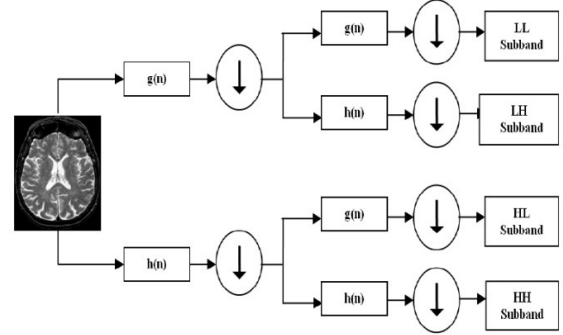 g(n)
LL
Subband
g(n)
h(n)
LH
Subband
g(n)
HL
Subband
h(n)
h(n)
HH
Subband